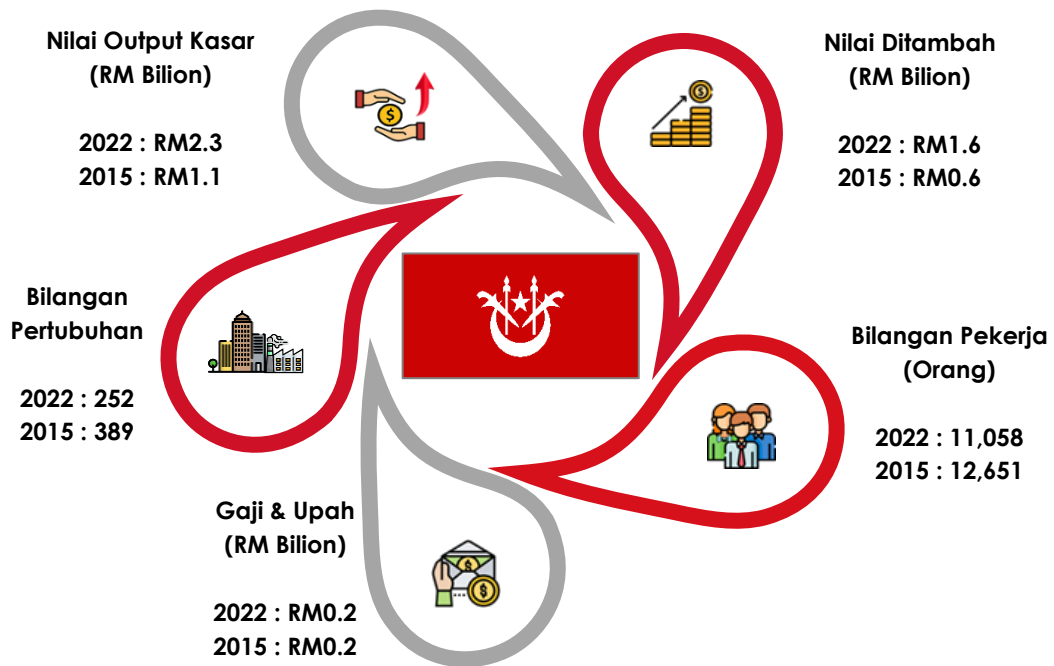 Nilai Output Kasar
(RM Bilion)
2022 : RM2.3
2015 : RM1.1
Nilai Ditambah
(RM Bilion)
2022 : RM1.6
2015 : RM0.6
Bilangan
Pertubuhan
2022 : 252
2015 : 389
Bilangan Pekerja
(Orang)
2022 : 11,058
2015 : 12,651
Gaji & Upah
(RM Bilion)
2022 : RM0.2
2015 : RM0.2